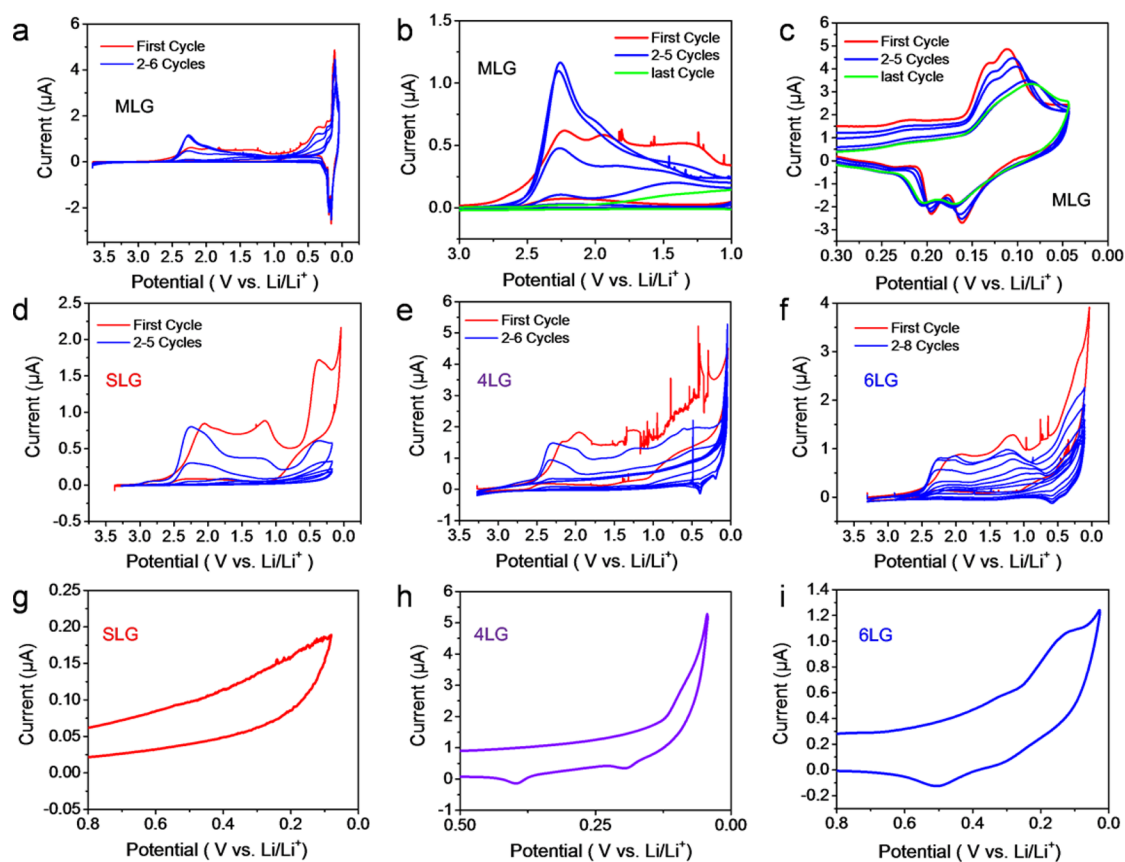 a
First Cycle
2-6 Cycles
MLG
Current (µA)
6
4
2
0
2
4
3.5 3.0 2.5 2.0 1.5 1.0 0.5 0.0
Potential ( V vs. Li/Li+ )
b
First Cycle
2-5 Cycles
last Cycle
MLG
Current (µA)
1.5
1.0
0.5
0.0
3.0 2.5 2.0 1.5 1.0
Potential ( V vs. Li/Li+ )
c
First Cycle
2-5 Cycles
last Cycle
MLG
Current (µA)
6
5
4
3
2
1
0
-1
-2
-3
0.30 0.25 0.20 0.15 0.10 0.05 0.00
Potential ( V vs. Li/Li+ )
d
First Cycle
2-5 Cycles
SLG
Current (µA)
2.5
2.0
1.5
1.0
0.5
0.0
-0.5
3.5 3.0 2.5 2.0 1.5 1.0 0.5 0.0
Potential ( V vs. Li/Li+ )
e
First Cycle
2-6 Cycles
4LG
Current (µA)
6
5
4
3
2
1
0
-1
3.5 3.0 2.5 2.0 1.5 1.0 0.5 0.0
Potential ( V vs. Li/Li+ )
f
First Cycle
2-8 Cycles
6LG
Current (µA)
4
3
2
1
0
3.5 3.0 2.5 2.0 1.5 1.0 0.5 0.0
Potential ( V vs. Li/Li+ )
g
SLG
Current (µA)
0.25
0.20
0.15
0.10
0.05
0.00
-0.05
0.8 0.6 0.4 0.2 0.0
Potential ( V vs. Li/Li+ )
h
4LG
Current (µA)
6
5
4
3
2
1
0
-1
0.50 0.25 0.00
Potential ( V vs. Li/Li+ )
i
6LG
Current (µA)
1.4
1.2
1.0
0.8
0.6
0.4
0.2
0.0
-0.2
0.8 0.6 0.4 0.2 0.0
Potential ( V vs. Li/Li+ )